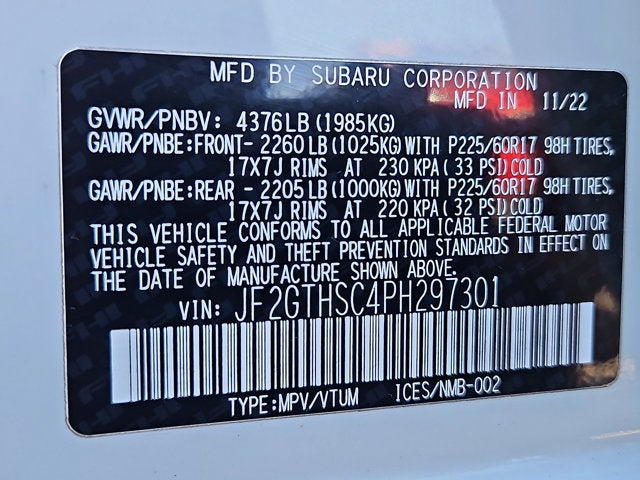 MFD BY SUBARU CORPORATION
MFD IN 11/22
GVWR/PNBV: 4376LB(1985KG)
GAWR/PNBE:FRONT- 2260LB(1025KG)WITH P225/60R17 98H TIRES,
17X7J RIMS AT 230 KPA(33 PSI)COLD
GAWR/PNBE:REAR - 2205LB(1000KG)WITH P225/60R17 98H TIRES,
17X7J RIMS AT 220 KPA(32 PSI)COLD
THIS VEHICLE CONFORMS TO ALL APPLICABLE FEDERAL MOTOR
VEHICLE SAFETY AND THEFT PREVENTION STANDARDS IN EFFECT ON
THE DATE OF MANUFACTURE SHOWN ABOVE.
VIN: JF2GTHSC4PH297301
TYPE:MPV/VTUM ICES/NMB-002